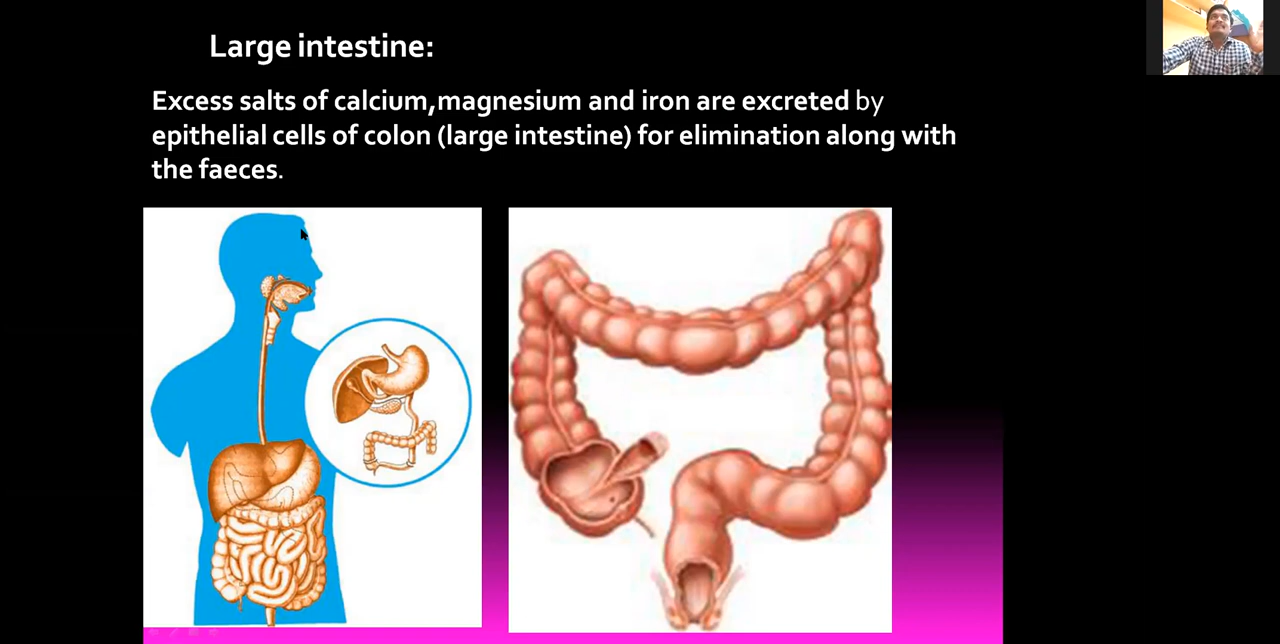 Large intestine:
Excess salts of calcium,magnesium and iron are excreted by
epithelial cells of colon (large intestine) for elimination along with
the faeces.